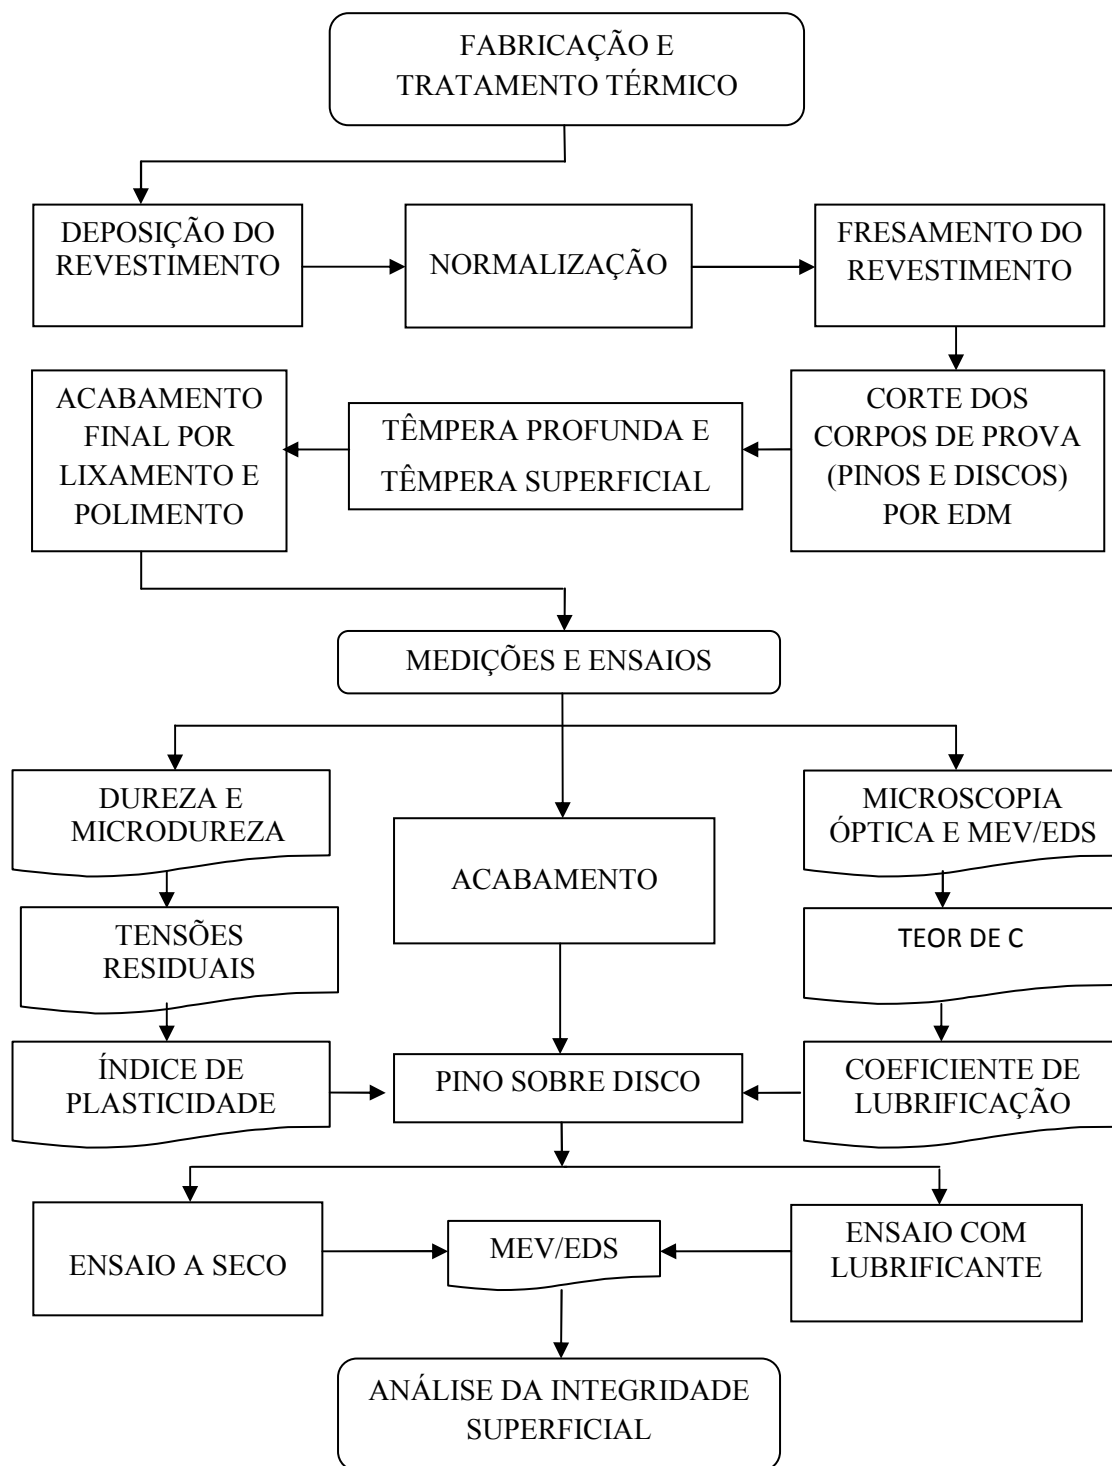 FABRICAÇÃO E
TRATAMENTO TÉRMICO
DEPOSIÇÃO DO
REVESTIMENTO
NORMALIZAÇÃO
FRESAMENTO DO
REVESTIMENTO
CORTE DOS
CORPOS DE PROVA
(PINOS E DISCOS)
POR EDM
TÊMPERA PROFUNDA E
TÊMPERA SUPERFICIAL
ACABAMENTO
FINAL POR
LIXAMENTO E
POLIMENTO
MEDIÇÕES E ENSAIOS
DUREZA E
MICRODUREZA
TENSÕES
RESIDUAIS
ÍNDICE DE
PLASTICIDADE
ACABAMENTO
MICROSCOPIA
ÓPTICA E MEV/EDS
TEOR DE C
COEFICIENTE DE
LUBRIFICAÇÃO
PINO SOBRE DISCO
ENSAIO A SECO
MEV/EDS
ENSAIO COM
LUBRIFICANTE
ANÁLISE DA INTEGRIDADE
SUPERFICIAL